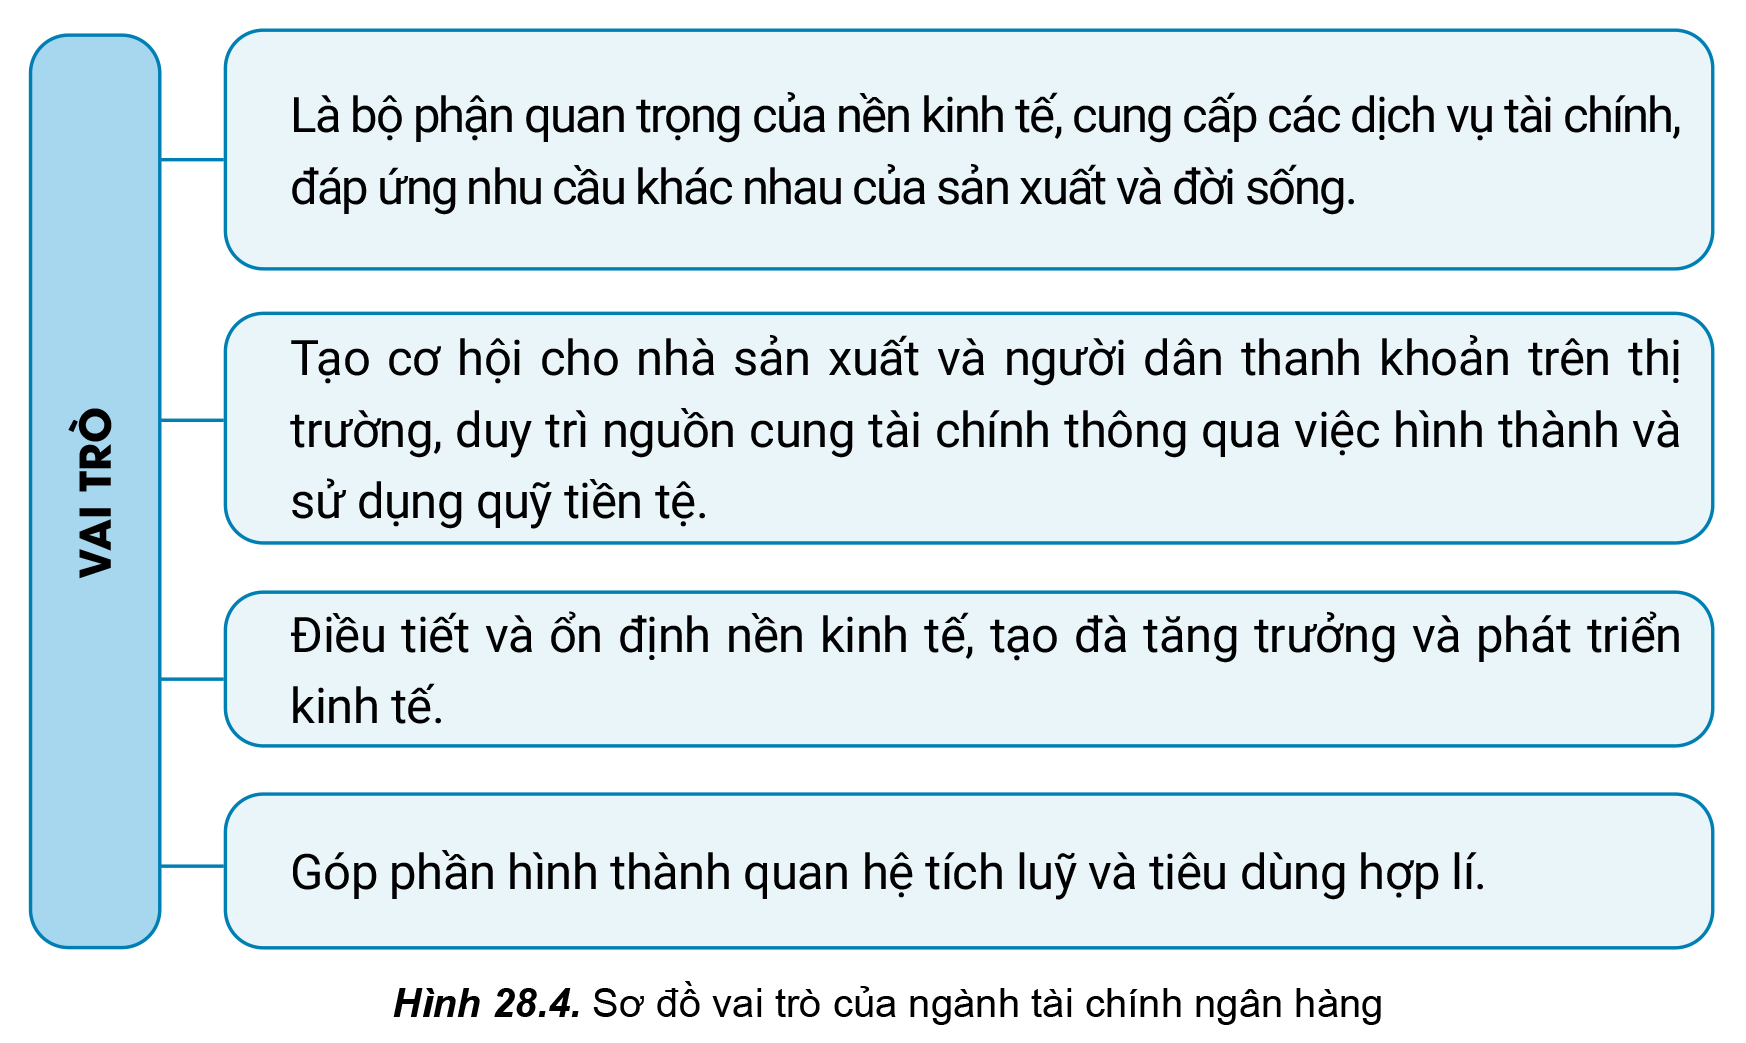 VAI TRÒ
Là bộ phận quan trọng của nền kinh tế, cung cấp các dịch vụ tài chính,
đáp ứng nhu cầu khác nhau của sản xuất và đời sống.
Tạo cơ hội cho nhà sản xuất và người dân thanh khoản trên thị
trường, duy trì nguồn cung tài chính thông qua việc hình thành và
sử dụng quỹ tiền tệ.
Điều tiết và ổn định nền kinh tế, tạo đà tăng trưởng và phát triển
kinh tế.
Góp phần hình thành quan hệ tích luỹ và tiêu dùng hợp lí.
Hình 28.4. Sơ đồ vai trò của ngành tài chính ngân hàng